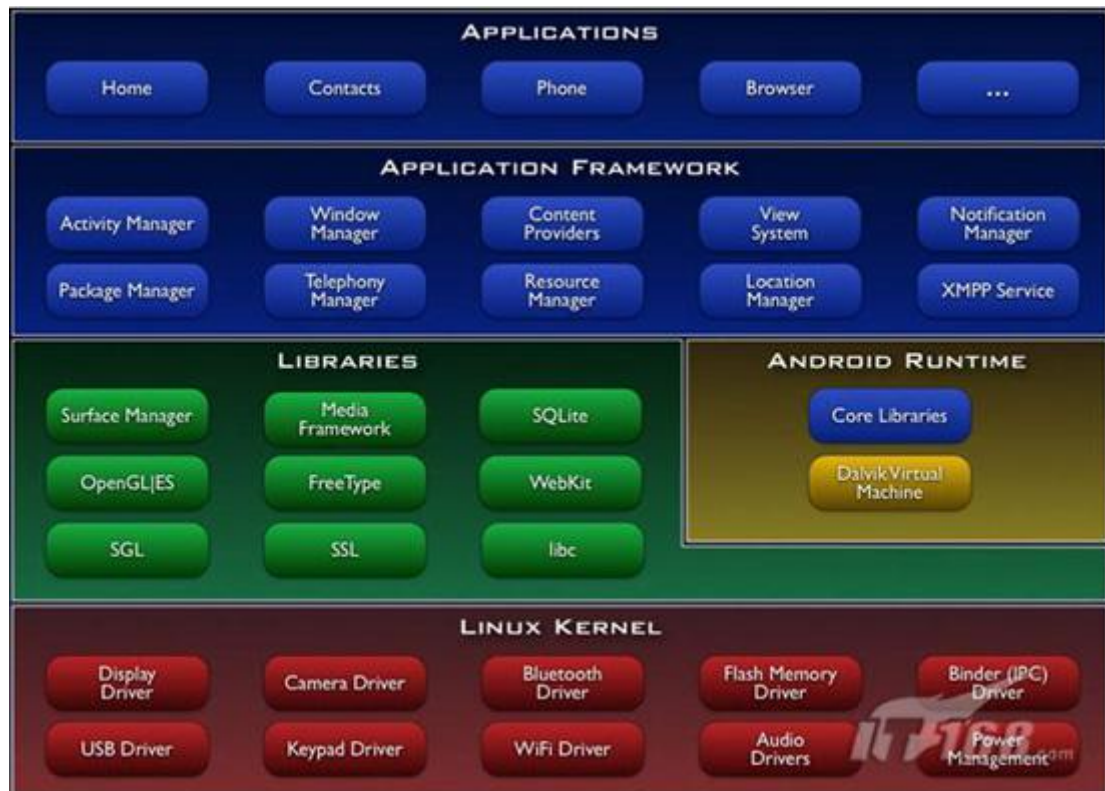 APPLICATIONS
Home
Contacts
Phone
Browser
...
APPLICATION FRAMEWORK
Activity Manager
Window
Manager
Content
Providers
View
System
Notification
Manager
Package Manager
Telephony
Manager
Resource
Manager
Location
Manager
XMPP Service
LIBRARIES
Surface Manager
Media
Framework
SQLite
OpenGL|ES
FreeType
WebKit
SGL
SSL
libc
ANDROID RUNTIME
Core Libraries
Dalvik Virtual
Machine
LINUX KERNEL
Display
Driver
Camera Driver
Bluetooth
Driver
Flash Memory
Driver
Binder (IPC)
Driver
USB Driver
Keypad Driver
WiFi Driver
Audio
Drivers
Power
Management
IT168.com